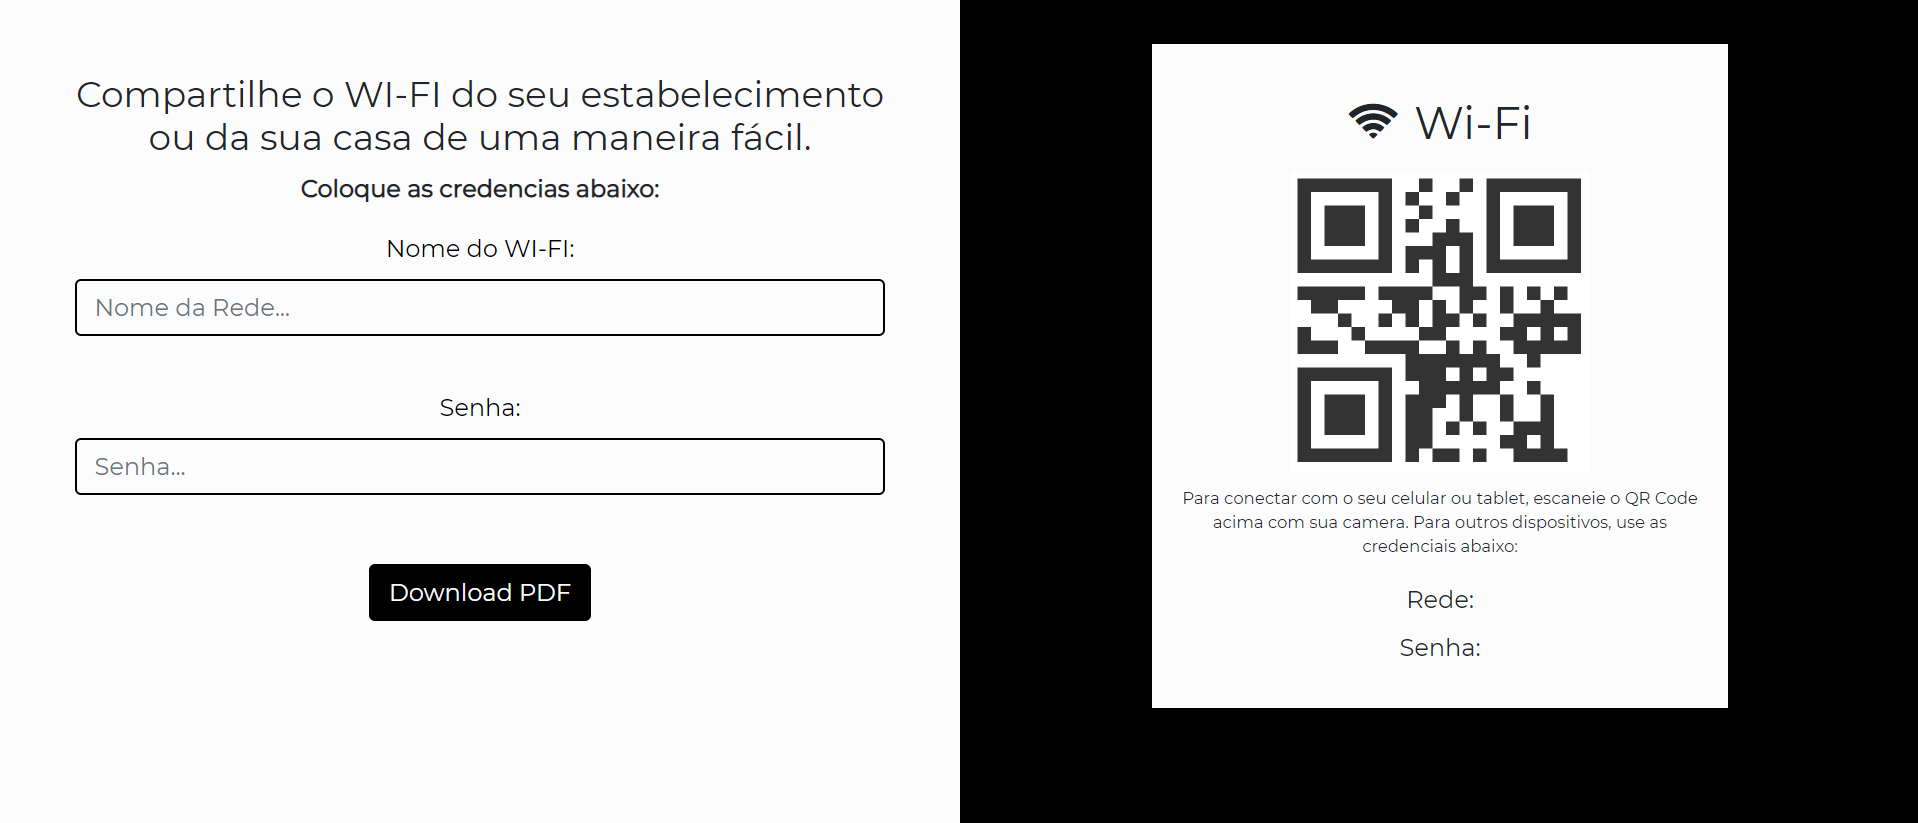 Compartilhe o WI-FI do seu estabelecimento
ou da sua casa de uma maneira fácil.
Coloque as credencias abaixo:
Nome do WI-FI:
Nome da Rede...
Senha:
Senha...
Download PDF
Wi-Fi
Para conectar com o seu celular ou tablet, escaneie o QR Code
acima com sua camera. Para outros dispositivos, use as
credenciais abaixo:
Rede:
Senha: